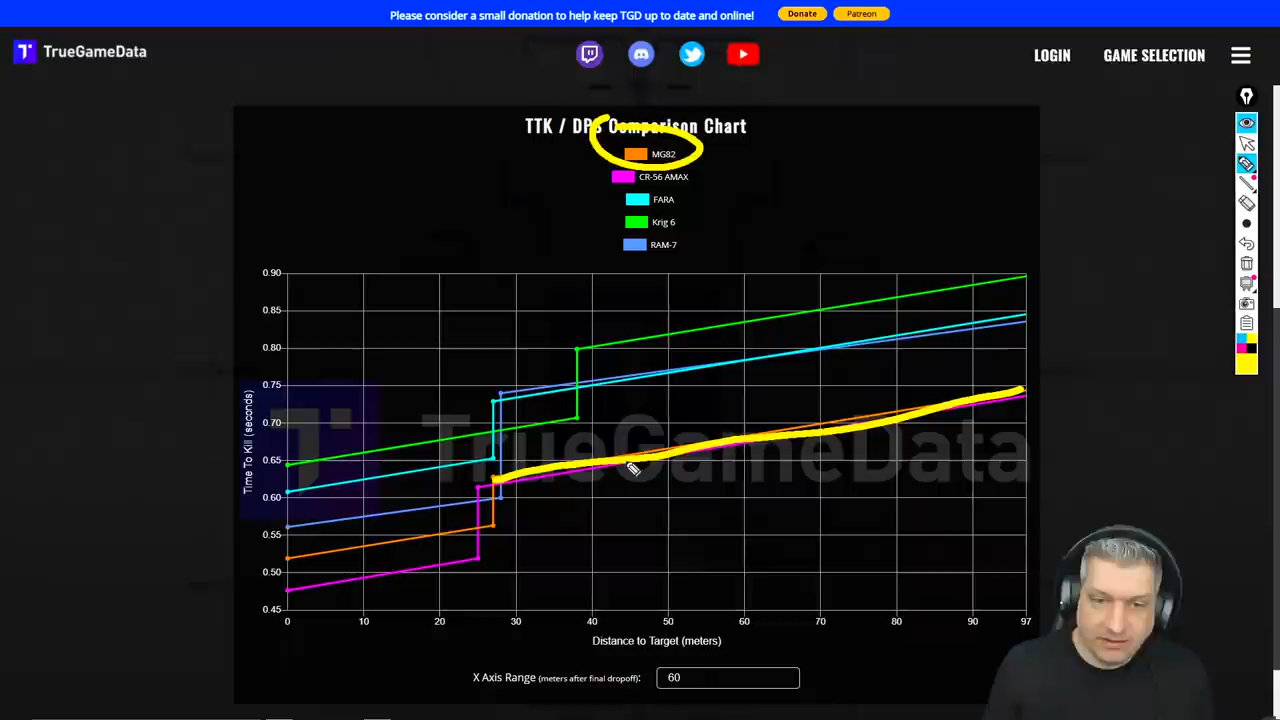 Please consider a small donation to help keep TGD up to date and online! Donate Patreon
TrueGameData LOGIN GAME SELECTION
TTK / DPS Comparison Chart
MG82
CR-56 AMAX
FARA
Krig 6
RAM-7
0.90
0.85
0.80
0.75
0.70
0.65
0.60
0.55
0.50
0.45
Time To Kill (seconds)
TrueGameData
0 10 20 30 40 50 60 70 80 90 97
Distance to Target (meters)
X Axis Range (meters after final dropoff): 60